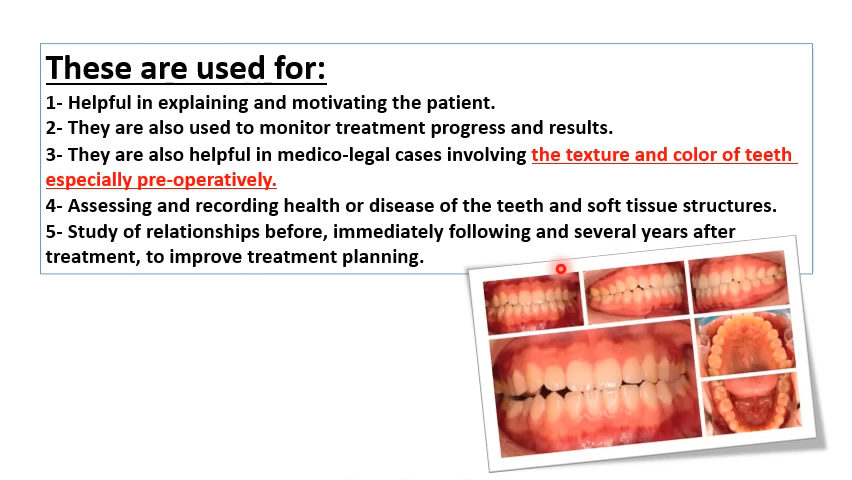 These are used for:
1- Helpful in explaining and motivating the patient.
2- They are also used to monitor treatment progress and results.
3- They are also helpful in medico-legal cases involving the texture and color of teeth
especially pre-operatively.
4- Assessing and recording health or disease of the teeth and soft tissue structures.
5- Study of relationships before, immediately following and several years after
treatment, to improve treatment planning.